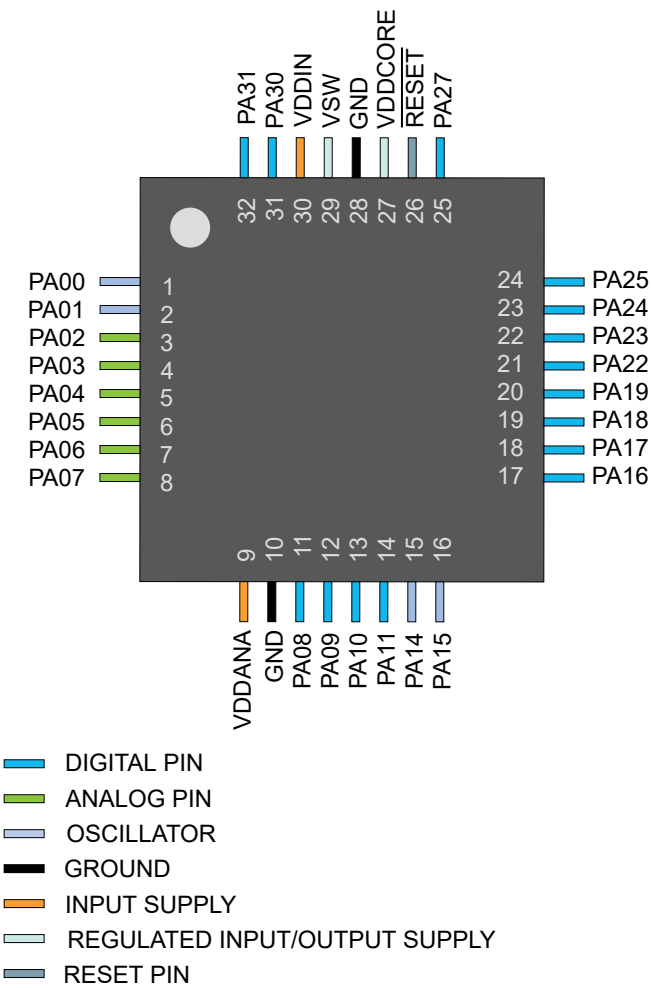 PA31
PA30
VDDIN
VSW
GND
VDDCORE
RESET
PA27
32
31
30
29
28
27
26
25
PA00
1
PA01
2
PA02
3
PA03
4
PA04
5
PA05
6
PA06
7
PA07
8
24
PA25
23
PA24
22
PA23
21
PA22
20
PA19
19
PA18
18
PA17
17
PA16
9
10
11
12
13
14
15
16
VDDANA
GND
PA08
PA09
PA10
PA11
PA14
PA15
DIGITAL PIN
ANALOG PIN
OSCILLATOR
GROUND
INPUT SUPPLY
REGULATED INPUT/OUTPUT SUPPLY
RESET PIN